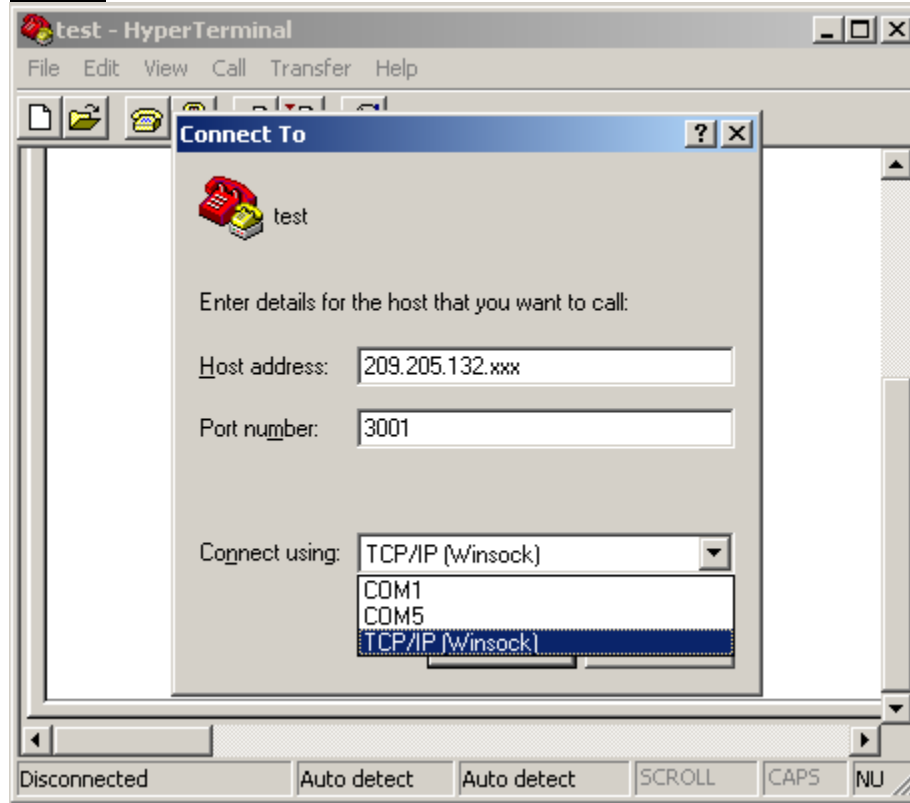 test - HyperTerminal
File Edit View Call Transfer Help
Connect To
test
Enter details for the host that you want to call:
Host address: 209.205.132.xxx
Port number: 3001
Connect using: TCP/IP (Winsock)
COM1
COM5
TCP/IP (Winsock)
Disconnected Auto detect Auto detect SCROLL CAPS NU